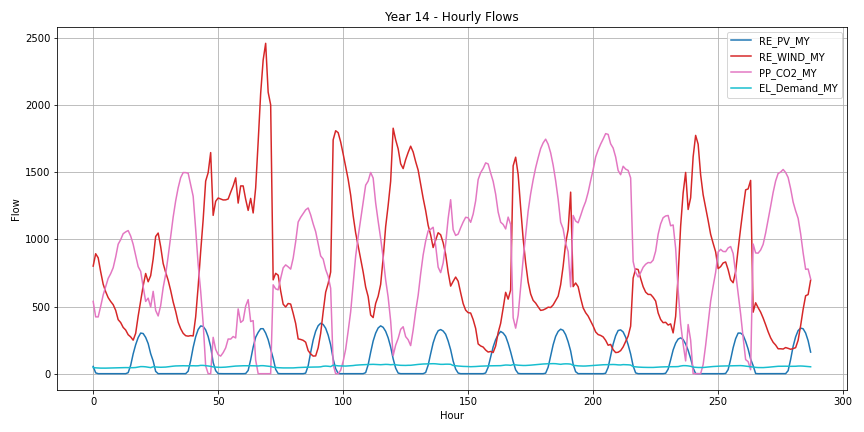 Year 14 - Hourly Flows
RE_PV_MY
RE_WIND_MY
PP_CO2_MY
EL_Demand_MY
2500
2000
1500
1000
500
0
Flow
0 50 100 150 200 250 300
Hour